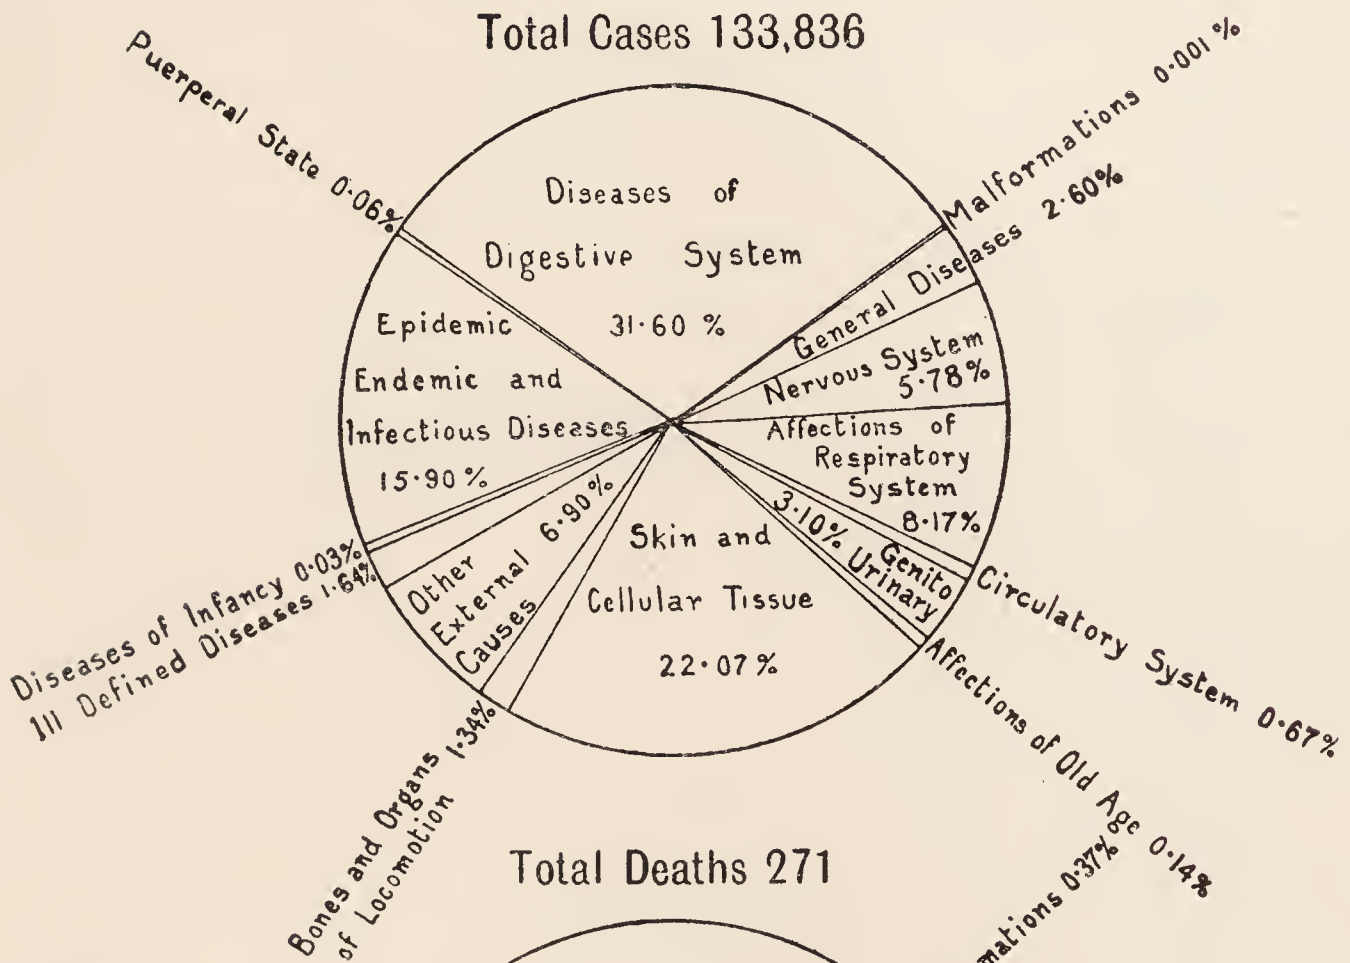 Total Cases 133,836
Puerperal State 0·06%
Malformations 0·001 %
Diseases of
Digestive System
31·60 %
General Diseases 2·60%
Nervous System
5·78%
Affections of
Respiratory
System
8·17%
Circulatory System 0·67%
Genito
Urinary
3·10%
Affections of Old Age 0·14%
Skin and
Cellular Tissue
22·07 %
Bones and Organs
of Locomotion 1·34%
Other
External
Causes 6·90%
Ill Defined Diseases 1·64%
Diseases of Infancy 0·03%
Epidemic
Endemic and
Infectious Diseases
15·90 %
Total Deaths 271
mations 0·37%